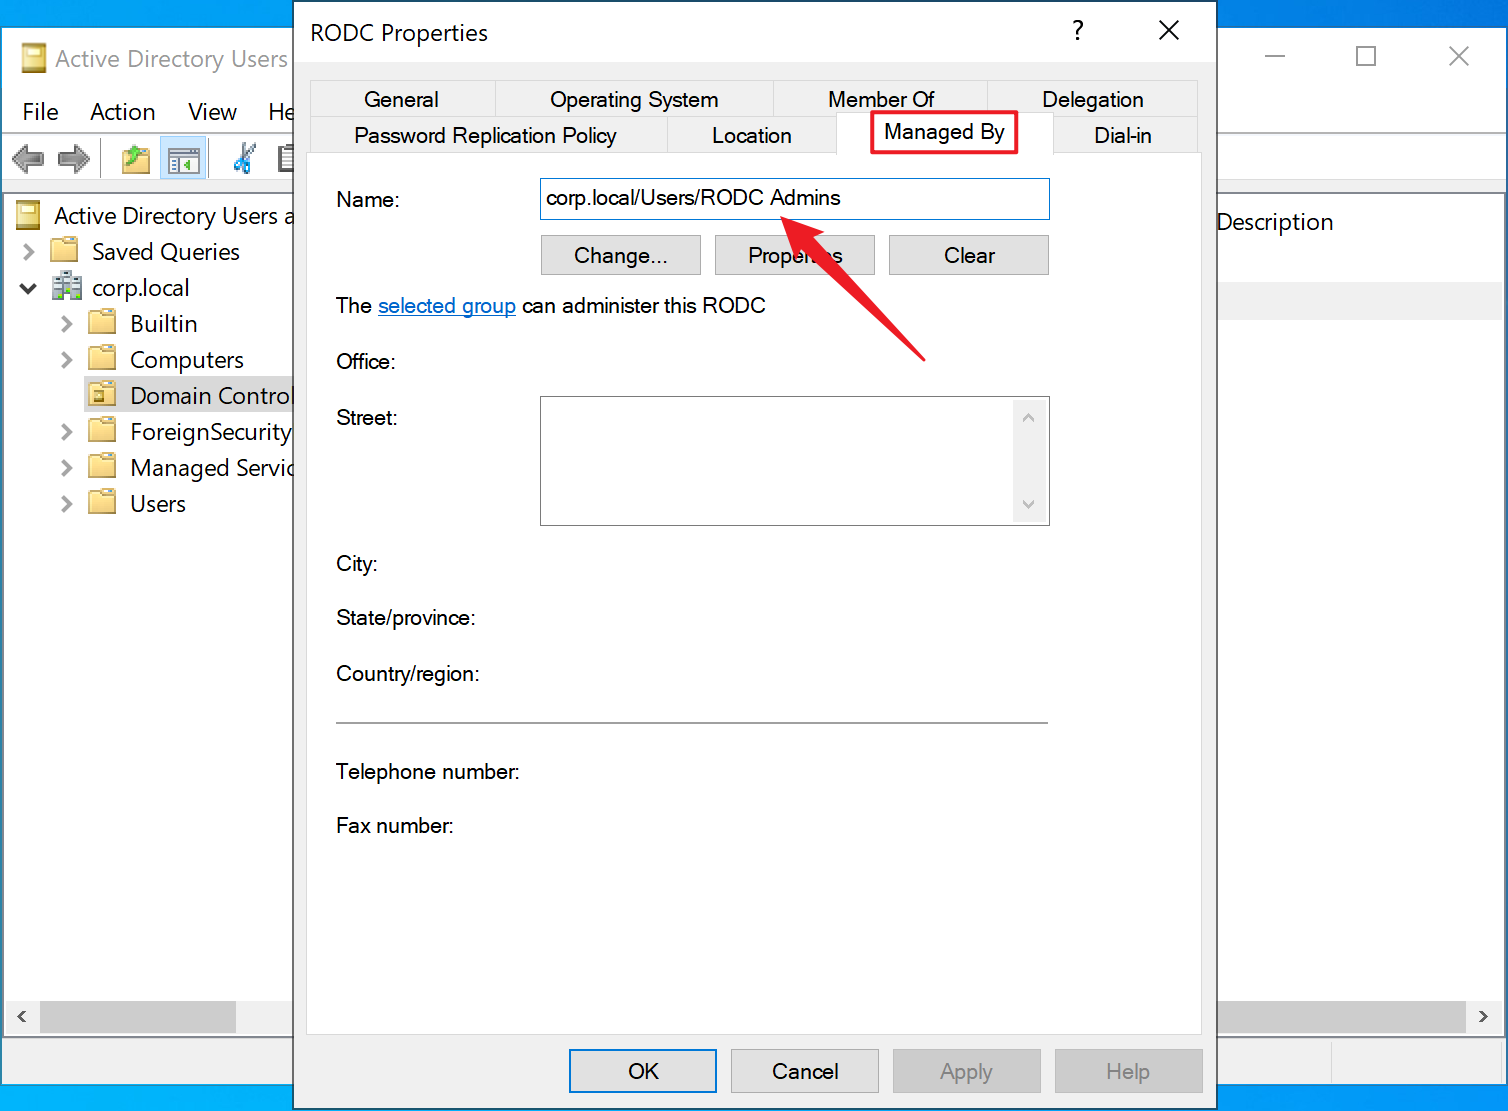 RODC Properties
?
Active Directory Users
File Action View He
General Operating System Member Of Delegation
Password Replication Policy Location Managed By Dial-in
Name: corp.local/Users/RODC Admins
Change... Properties Clear
The selected group can administer this RODC
Office:
Street:
City:
State/province:
Country/region:
Telephone number:
Fax number:
OK Cancel Apply Help
Active Directory Users a
Saved Queries
corp.local
Builtin
Computers
Domain Control
ForeignSecurity
Managed Servic
Users
Description